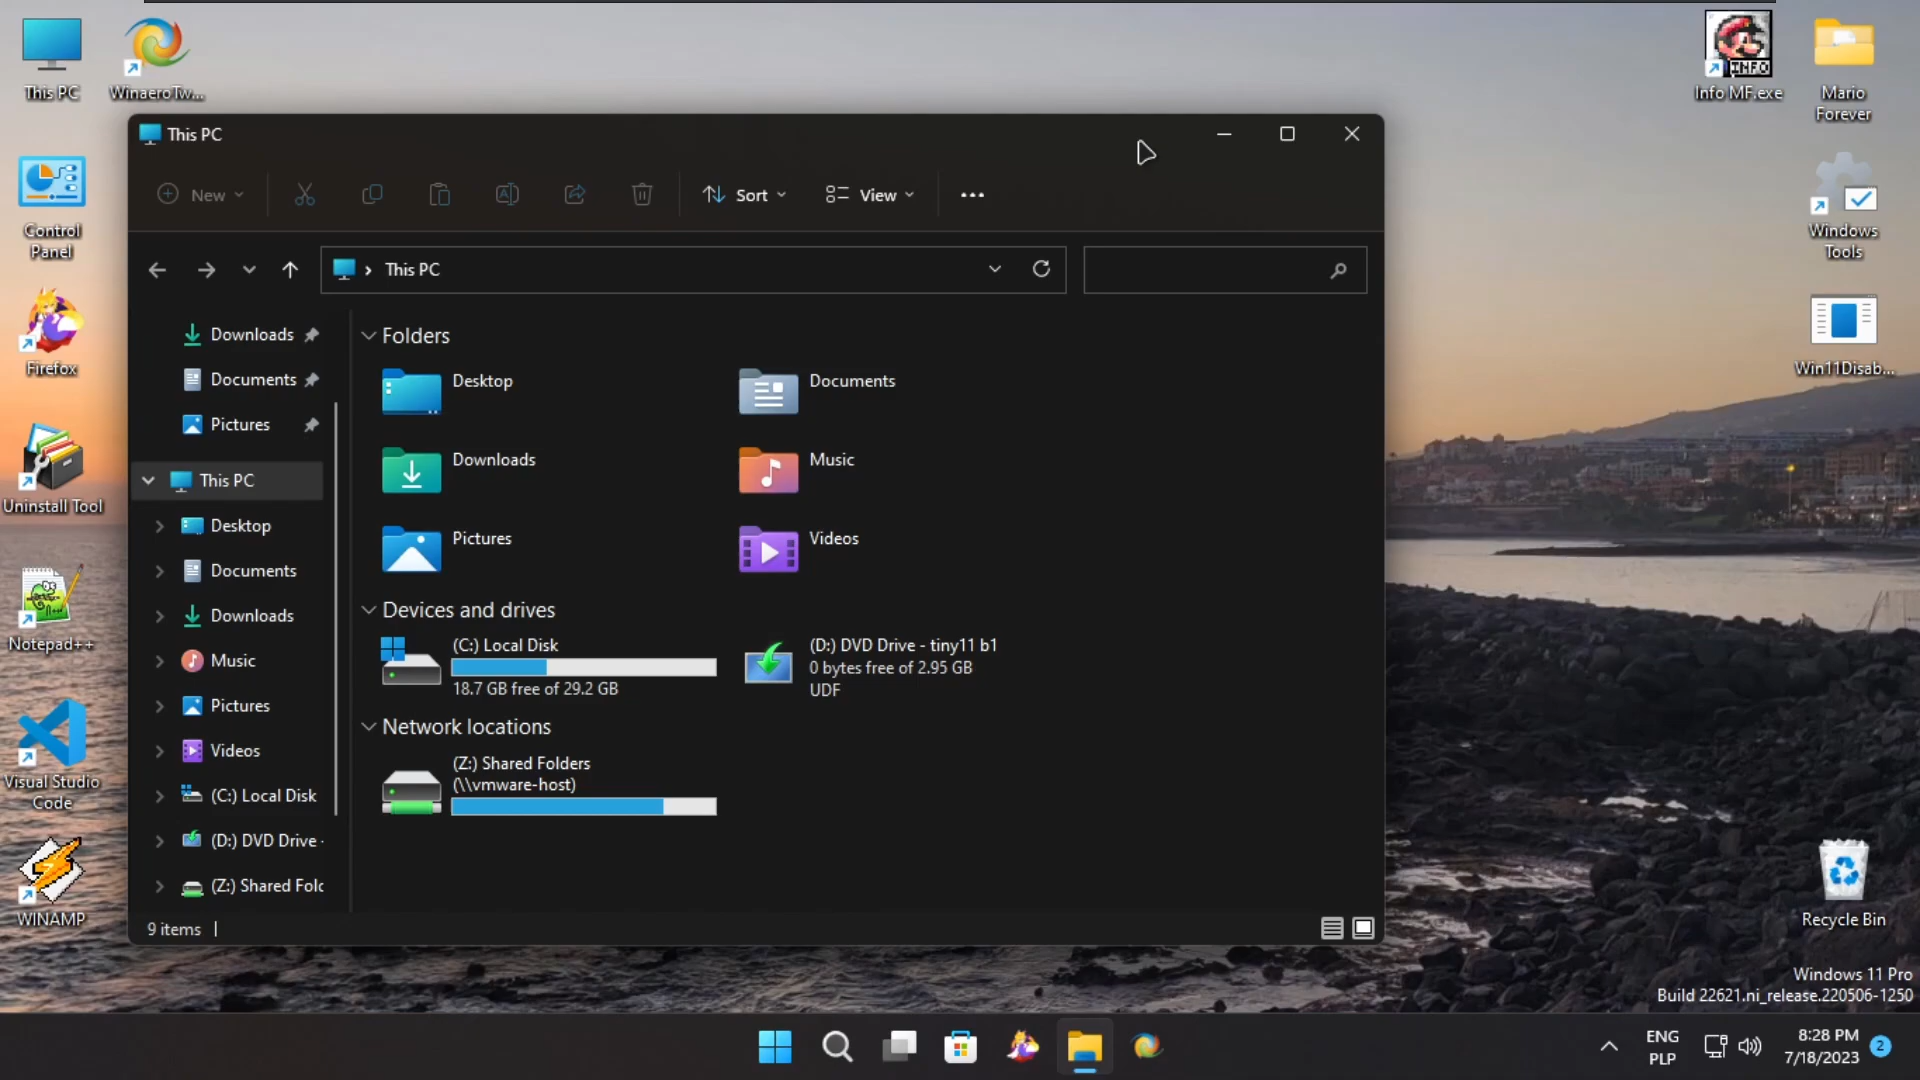 This PC
WinaeroTw...
Control
Panel
Firefox
Uninstall Tool
Notepad++
Visual Studio
Code
WINAMP
INFO
Info MF.exe
Mario
Forever
Windows
Tools
Win11Disab...
Recycle Bin
This PC
New
Sort
View
This PC
Downloads
Documents
Pictures
This PC
Desktop
Documents
Downloads
Music
Pictures
Videos
(C:) Local Disk
(D:) DVD Drive -
(Z:) Shared Folc
Folders
Desktop
Documents
Downloads
Music
Pictures
Videos
Devices and drives
(C:) Local Disk
18.7 GB free of 29.2 GB
(D:) DVD Drive - tiny11 b1
0 bytes free of 2.95 GB
UDF
Network locations
(Z:) Shared Folders
(\\vmware-host)
9 items
Windows 11 Pro
Build 22621.ni_release.220506-1250
ENG
PLP
8:28 PM
7/18/2023
2